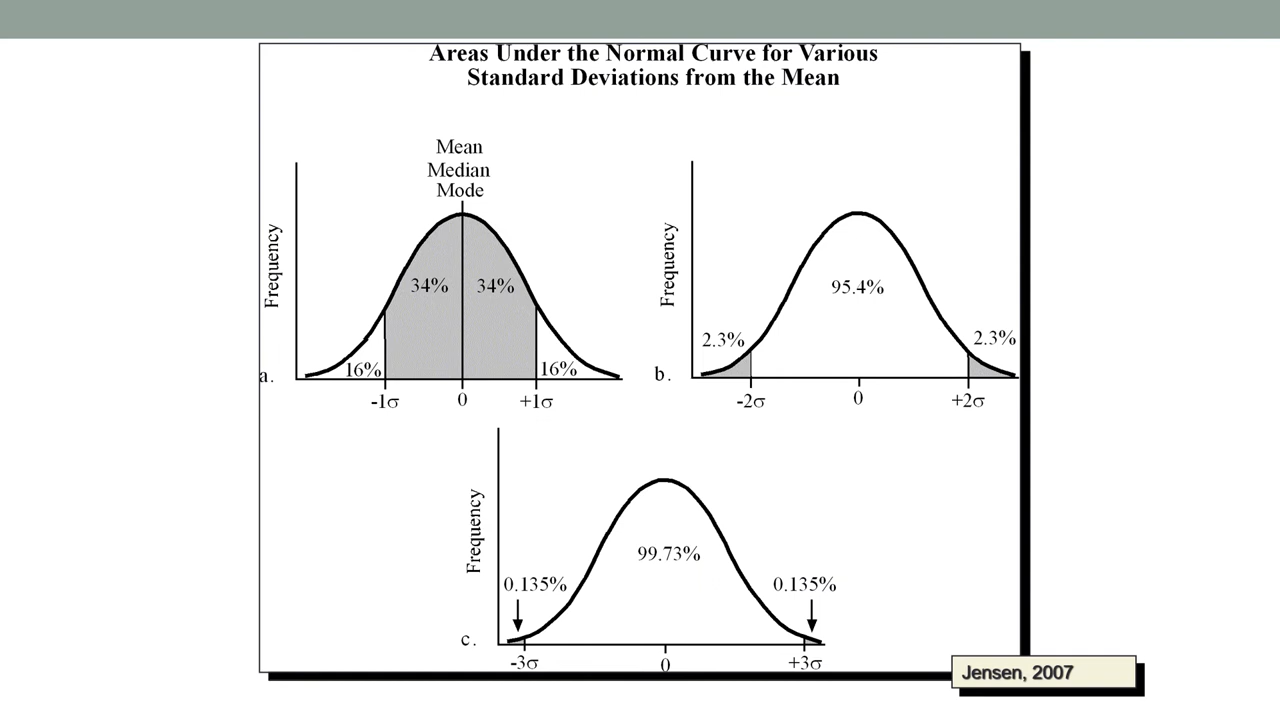 Areas Under the Normal Curve for Various
Standard Deviations from the Mean
Mean
Median
Mode
Frequency
34%
34%
16%
16%
a.
-1σ
0
+1σ
Frequency
95.4%
2.3%
2.3%
b.
-2σ
0
+2σ
Frequency
99.73%
0.135%
0.135%
c.
-3σ
0
+3σ
Jensen, 2007